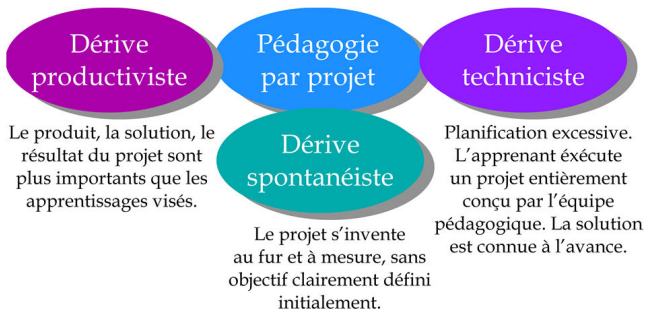 Dérive
productiviste
Le produit, la solution, le
résultat du projet sont
plus importants que les
apprentissages visés.
Pédagogie
par projet
Dérive
spontanéiste
Le projet s’invente
au fur et à mesure, sans
objectif clairement défini
initialement.
Dérive
techniciste
Planification excessive.
L’apprenant éxécute
un projet entièrement
conçu par l’équipe
pédagogique. La solution
est connue à l’avance.